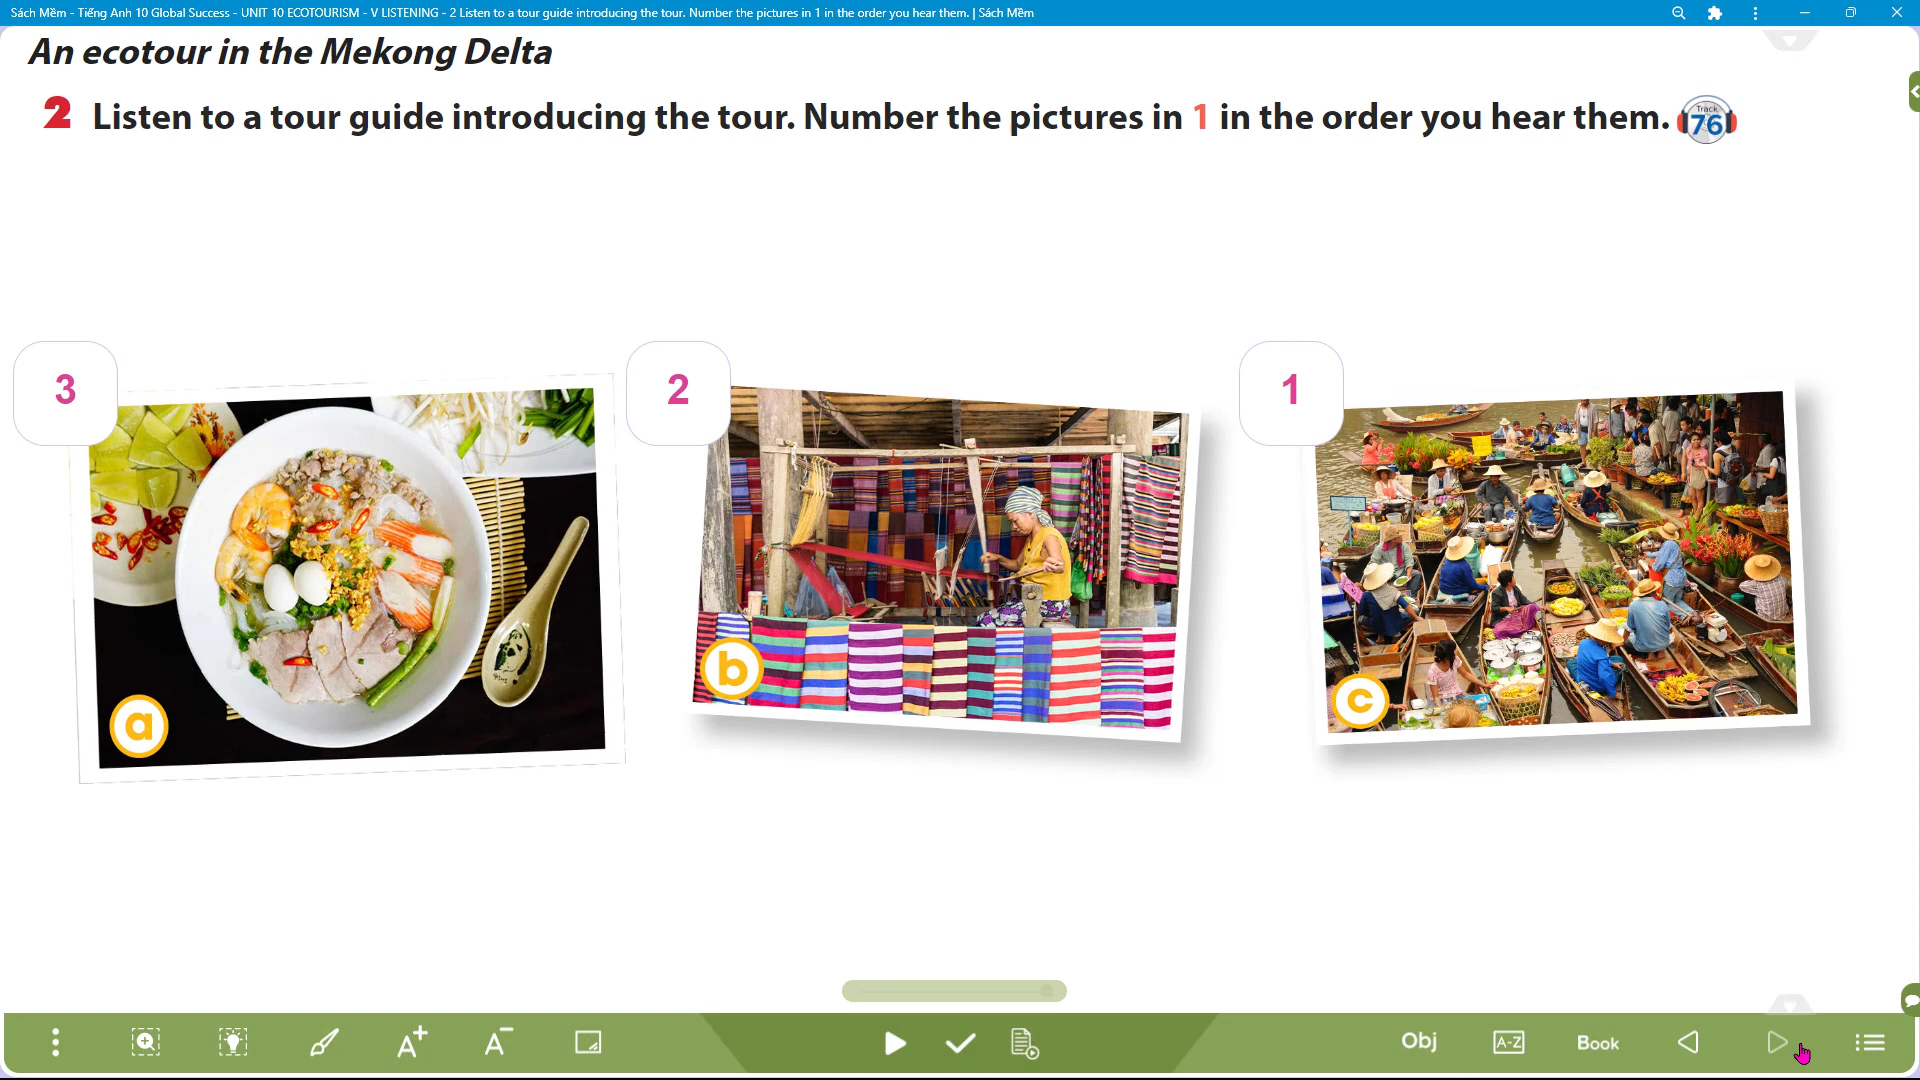 Sách Mềm - Tiếng Anh 10 Global Success - UNIT 10 ECOTOURISM - V LISTENING - 2 Listen to a tour guide introducing the tour. Number the pictures in 1 in the order you hear them. | Sách Mềm
An ecotour in the Mekong Delta
2 Listen to a tour guide introducing the tour. Number the pictures in 1 in the order you hear them. Track 76
3
2
1
a
b
c
A+
A-
Obj
A-Z
Book